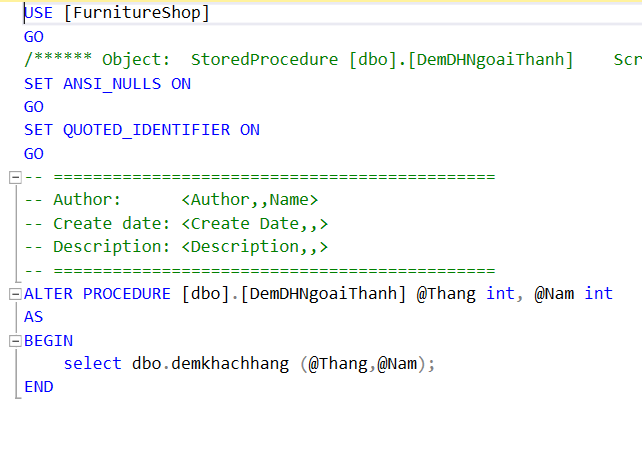 USE [FurnitureShop]
GO
/****** Object:  StoredProcedure [dbo].[DemDHNgoaiThanh]    Scr
SET ANSI_NULLS ON
GO
SET QUOTED_IDENTIFIER ON
GO
-- =============================================
-- Author:      <Author,,Name>
-- Create date: <Create Date,,>
-- Description: <Description,,>
-- =============================================
ALTER PROCEDURE [dbo].[DemDHNgoaiThanh] @Thang int, @Nam int
AS
BEGIN
    select dbo.demkhachhang (@Thang,@Nam);
END